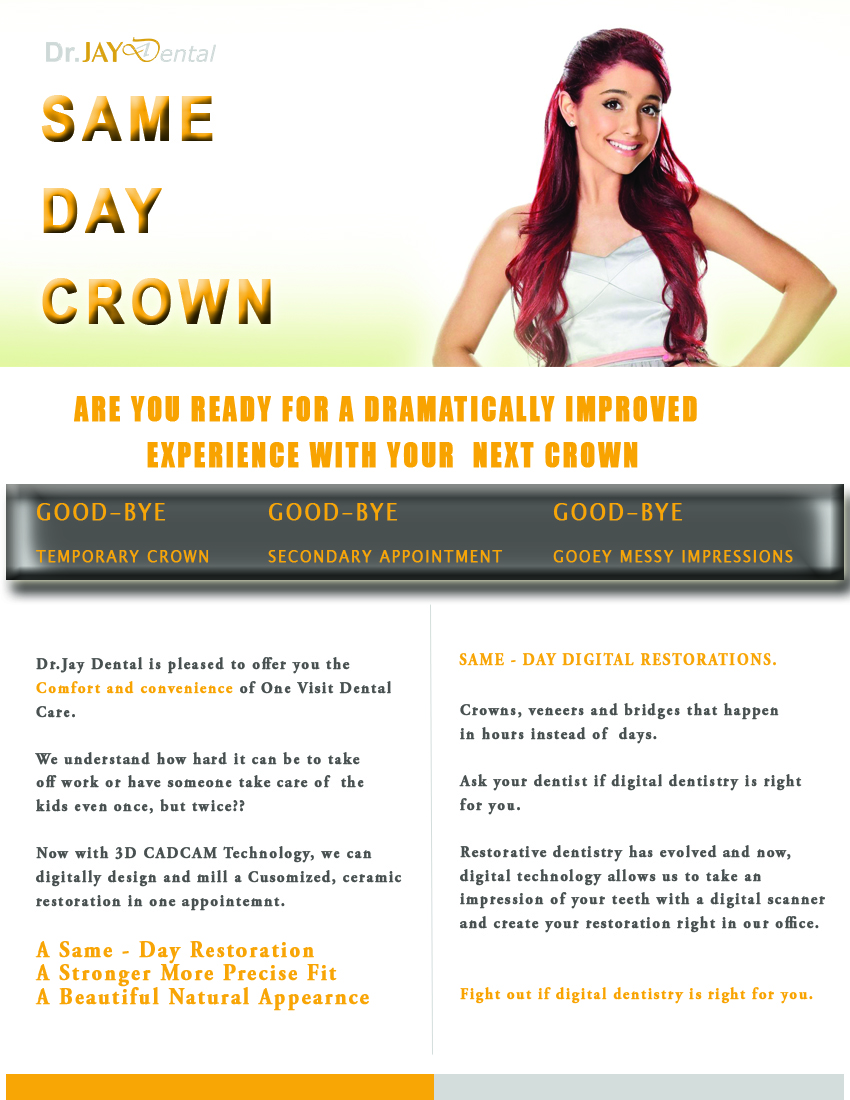 Dr.JAY Dental
SAME
DAY
CROWN
ARE YOU READY FOR A DRAMATICALLY IMPROVED
EXPERIENCE WITH YOUR NEXT CROWN
GOOD-BYE GOOD-BYE GOOD-BYE
TEMPORARY CROWN SECONDARY APPOINTMENT GOOEY MESSY IMPRESSIONS
Dr.Jay Dental is pleased to offer you the
Comfort and convenience of One Visit Dental
Care.
We understand how hard it can be to take
off work or have someone take care of the
kids even once, but twice??
Now with 3D CADCAM Technology, we can
digitally design and mill a Cusomized, ceramic
restoration in one appointemnt.
A Same - Day Restoration
A Stronger More Precise Fit
A Beautiful Natural Appearnce
SAME - DAY DIGITAL RESTORATIONS.
Crowns, veneers and bridges that happen
in hours instead of days.
Ask your dentist if digital dentistry is right
for you.
Restorative dentistry has evolved and now,
digital technology allows us to take an
impression of your teeth with a digital scanner
and create your restoration right in our office.
Fight out if digital dentistry is right for you.